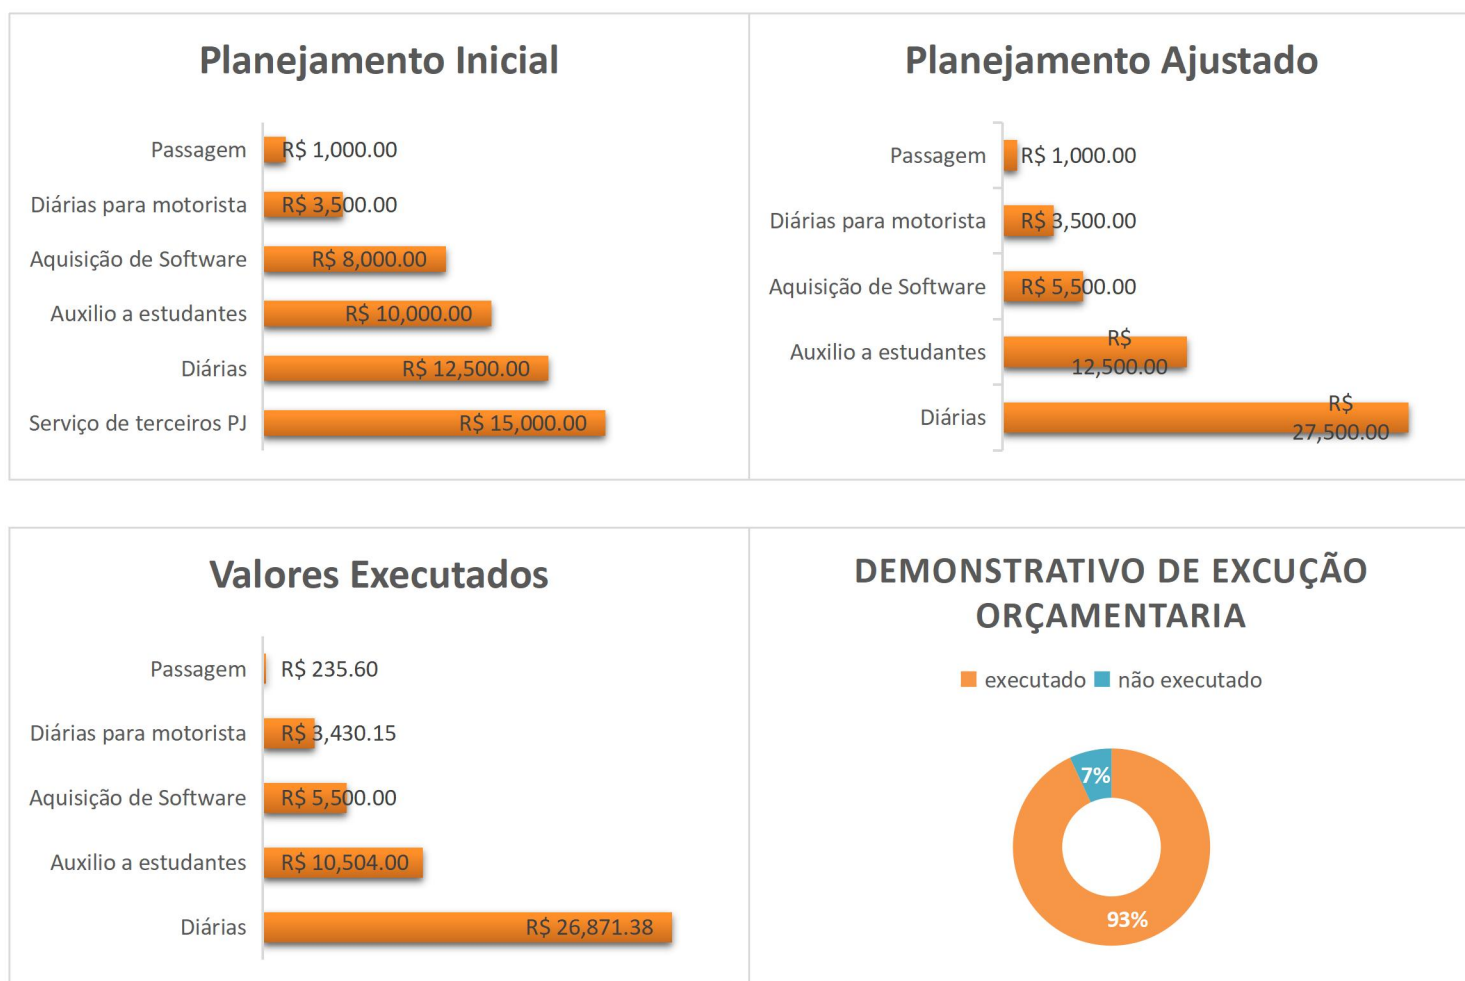 Planejamento Inicial
Passagem R$ 1,000.00
Diárias para motorista R$ 3,500.00
Aquisição de Software R$ 8,000.00
Auxilio a estudantes R$ 10,000.00
Diárias R$ 12,500.00
Serviço de terceiros PJ R$ 15,000.00
Planejamento Ajustado
Passagem R$ 1,000.00
Diárias para motorista R$ 3,500.00
Aquisição de Software R$ 5,500.00
Auxilio a estudantes R$
12,500.00
Diárias R$
27,500.00
Valores Executados
Passagem R$ 235.60
Diárias para motorista R$ 3,430.15
Aquisição de Software R$ 5,500.00
Auxilio a estudantes R$ 10,504.00
Diárias R$ 26,871.38
DEMONSTRATIVO DE EXCUÇÃO
ORÇAMENTARIA
executado não executado
7%
93%